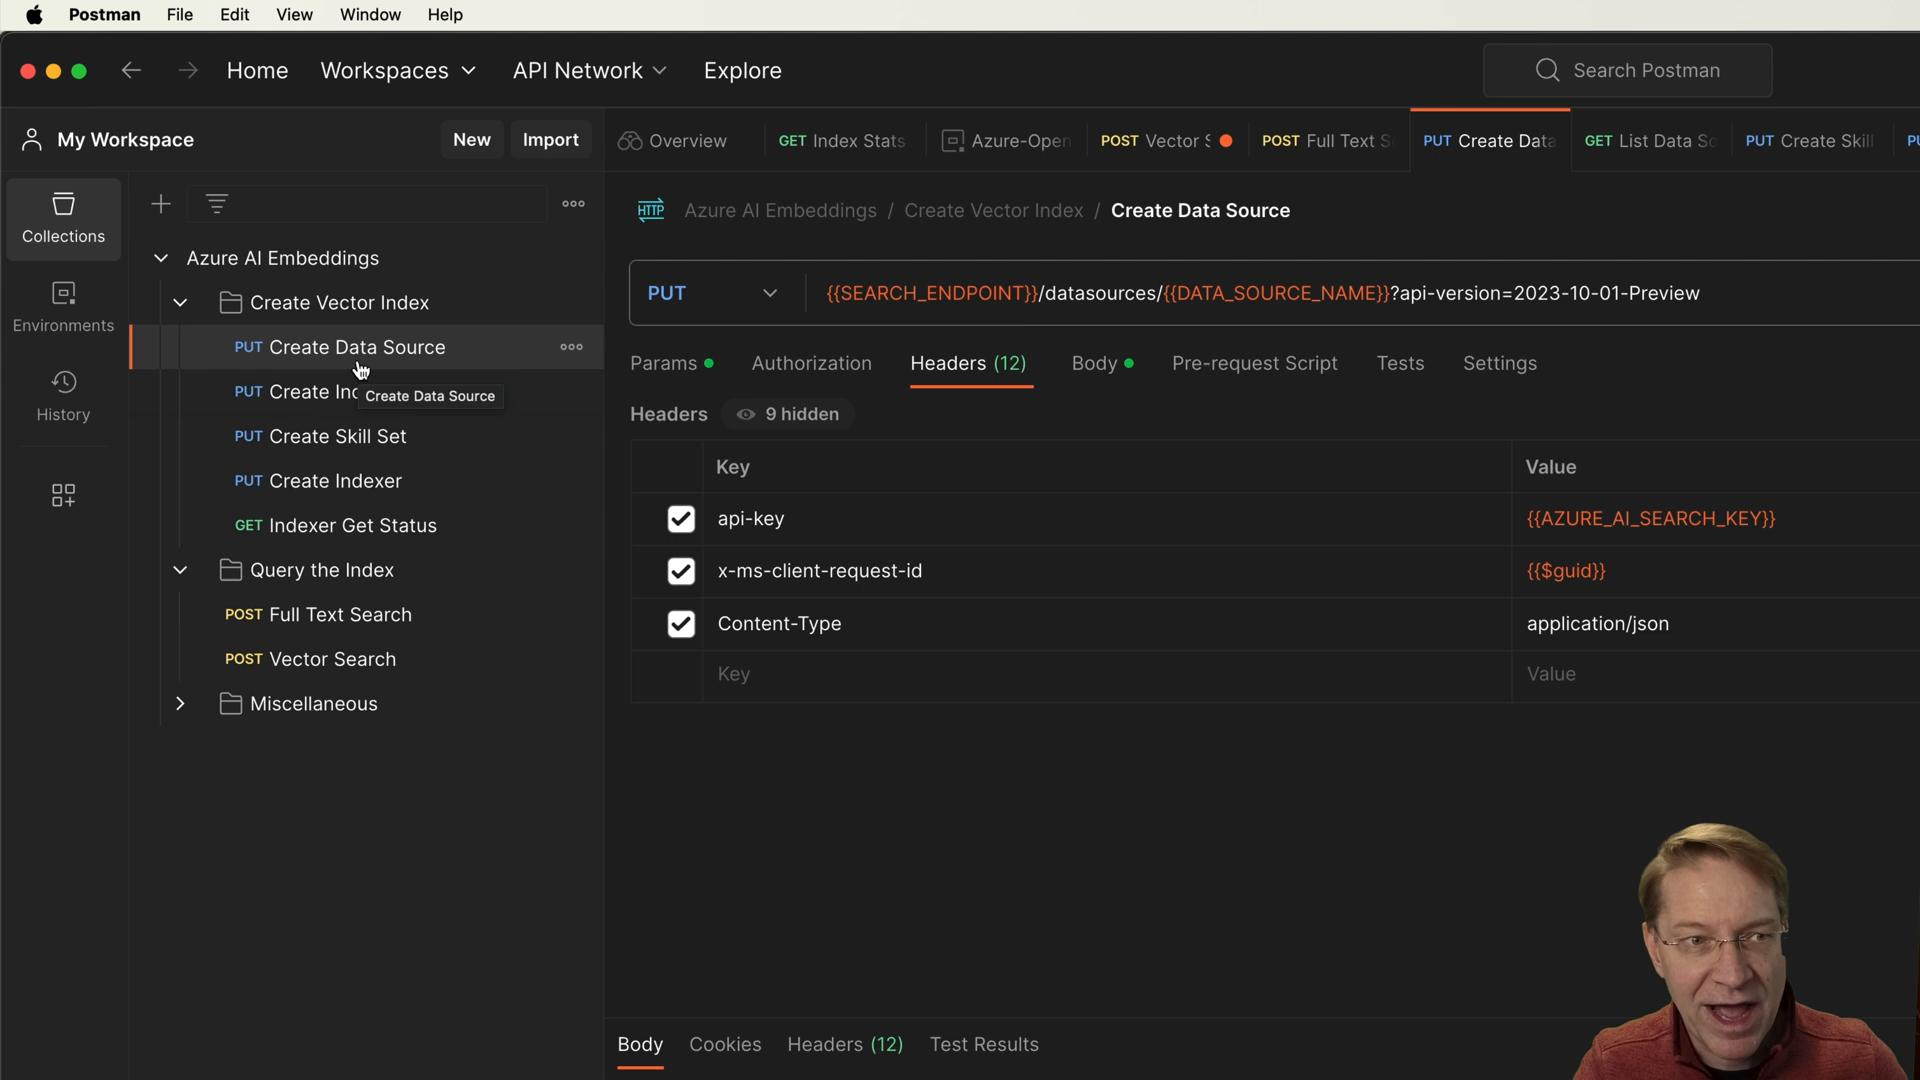 Postman File Edit View Window Help
Home Workspaces API Network Explore Search Postman
My Workspace New Import
Overview GET Index Stats Azure-Open POST Vector S POST Full Text S PUT Create Data GET List Data So PUT Create Skill PU
Collections
Environments
History
Azure AI Embeddings
Create Vector Index
PUT Create Data Source
PUT Create Ind
Create Data Source
PUT Create Skill Set
PUT Create Indexer
GET Indexer Get Status
Query the Index
POST Full Text Search
POST Vector Search
Miscellaneous
HTTP Azure AI Embeddings / Create Vector Index / Create Data Source
PUT {{SEARCH_ENDPOINT}}/datasources/{{DATA_SOURCE_NAME}}?api-version=2023-10-01-Preview
Params Authorization Headers (12) Body Pre-request Script Tests Settings
Headers 9 hidden
Key Value
api-key {{AZURE_AI_SEARCH_KEY}}
x-ms-client-request-id {{$guid}}
Content-Type application/json
Key Value
Body Cookies Headers (12) Test Results